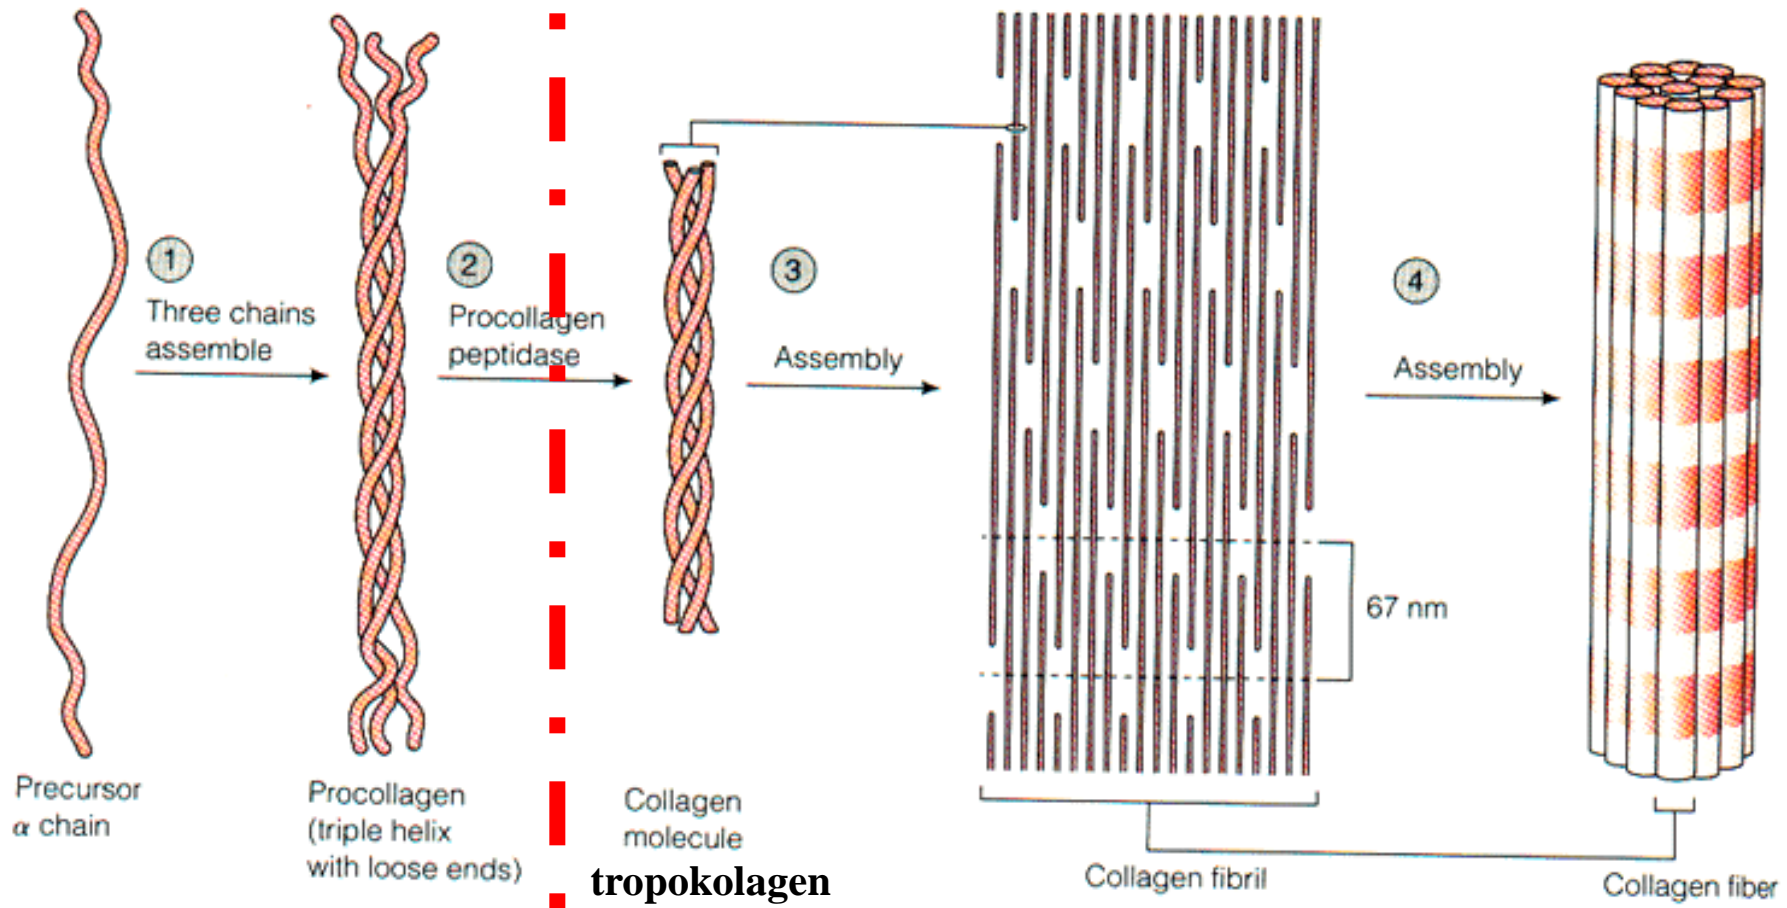 1
Three chains
assemble
2
Procollagen
peptidase
3
Assembly
4
Assembly
67 nm
Precursor
α chain
Procollagen
(triple helix
with loose ends)
Collagen
molecule
tropokolagen
Collagen fibril
Collagen fiber